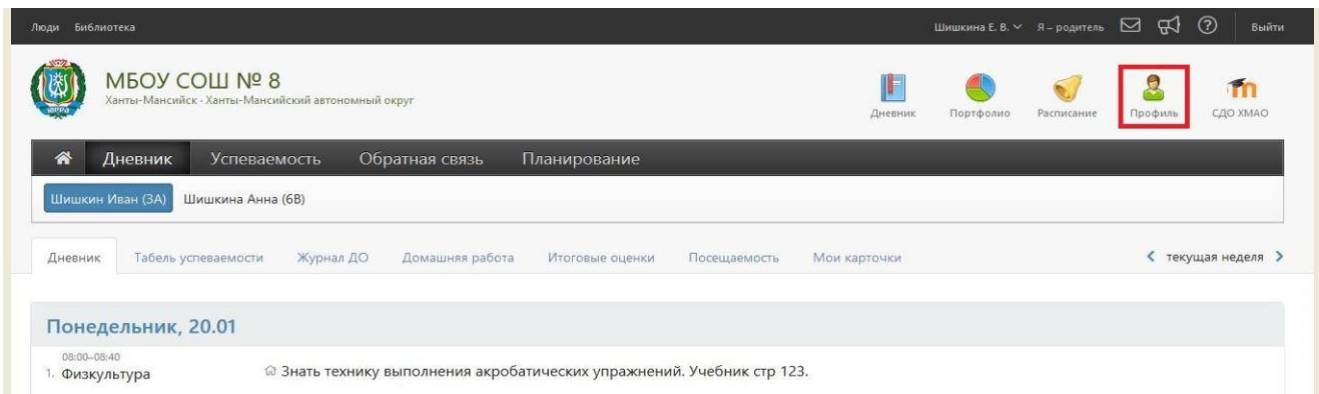 Люди Библиотека Шишкина Е. В. Я – родитель Выйти
МБОУ СОШ № 8
Ханты-Мансийск · Ханты-Мансийский автономный округ
Дневник Портфолио Расписание Профиль СДО ХМАО
Дневник Успеваемость Обратная связь Планирование
Шишкин Иван (3А) Шишкина Анна (6В)
Дневник Табель успеваемости Журнал ДО Домашняя работа Итоговые оценки Посещаемость Мои карточки текущая неделя
Понедельник, 20.01
08:00–08:40
1. Физкультура Знать технику выполнения акробатических упражнений. Учебник стр 123.